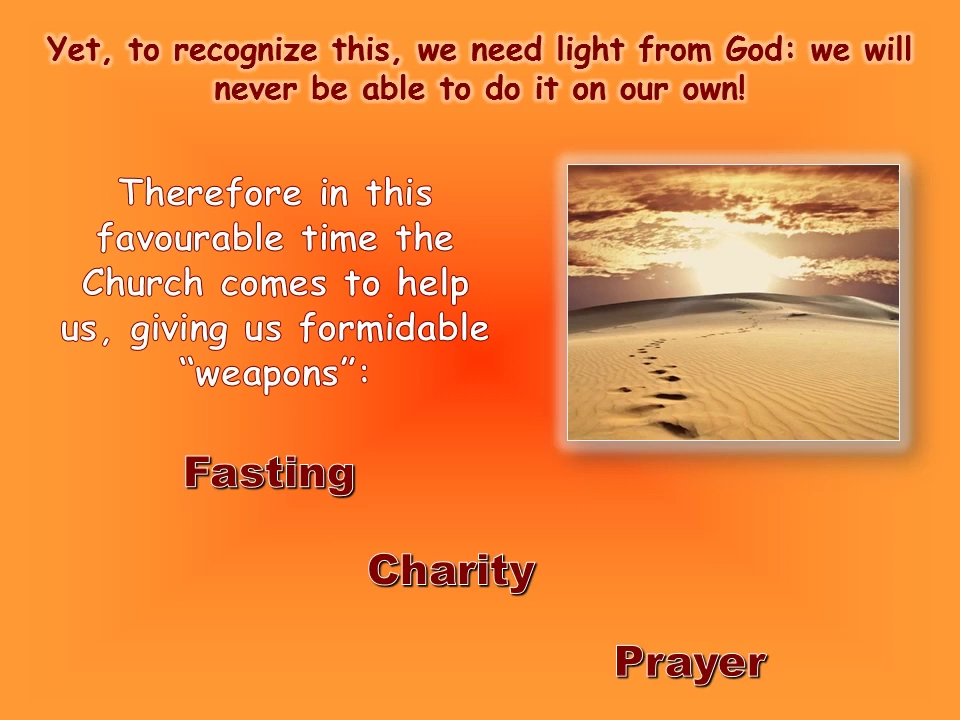 Yet, to recognize this, we need light from God: we will
never be able to do it on our own!
Therefore in this
favourable time the
Church comes to help
us, giving us formidable
“weapons”:
Fasting
Charity
Prayer